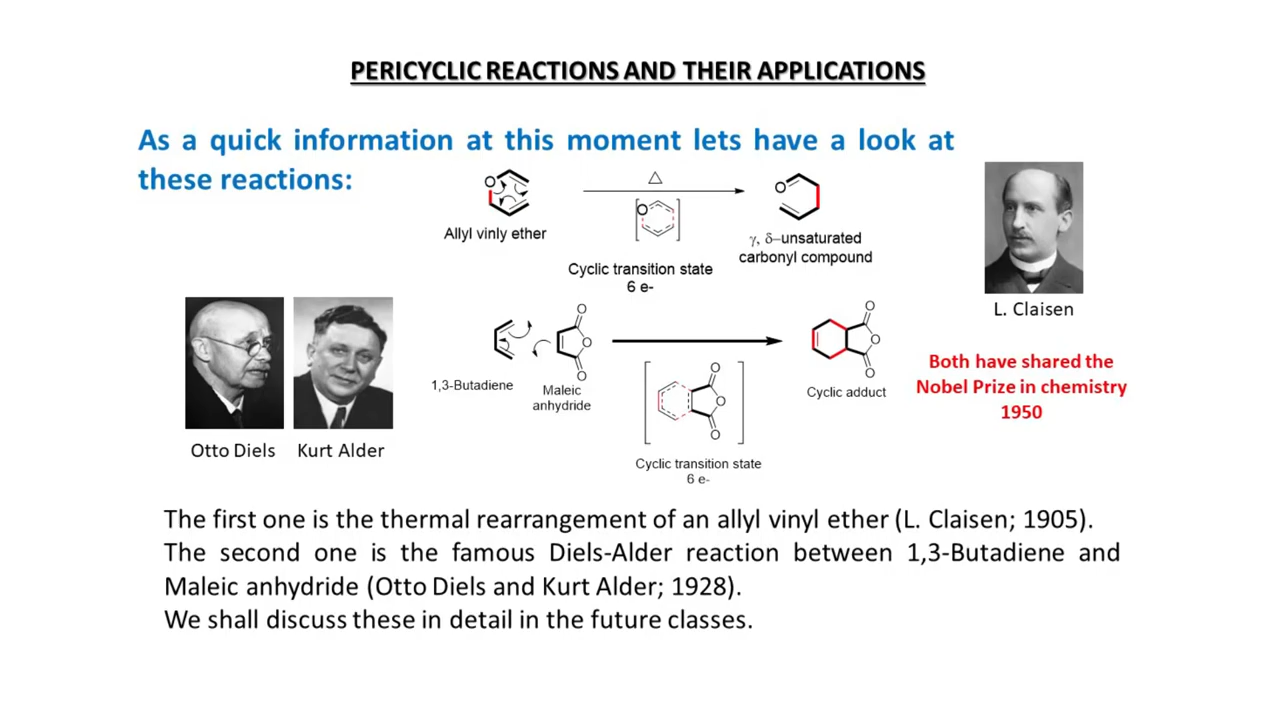 PERICYCLIC REACTIONS AND THEIR APPLICATIONS
As a quick information at this moment lets have a look at
these reactions:
O
△
O
O
Allyl vinly ether
γ, δ–unsaturated
carbonyl compound
Cyclic transition state
6 e-
L. Claisen
O
O
O
O
O
O
1,3-Butadiene
Maleic
anhydride
O
O
O
Cyclic adduct
Both have shared the
Nobel Prize in chemistry
1950
Otto Diels
Kurt Alder
Cyclic transition state
6 e-
The first one is the thermal rearrangement of an allyl vinyl ether (L. Claisen; 1905).
The second one is the famous Diels-Alder reaction between 1,3-Butadiene and
Maleic anhydride (Otto Diels and Kurt Alder; 1928).
We shall discuss these in detail in the future classes.